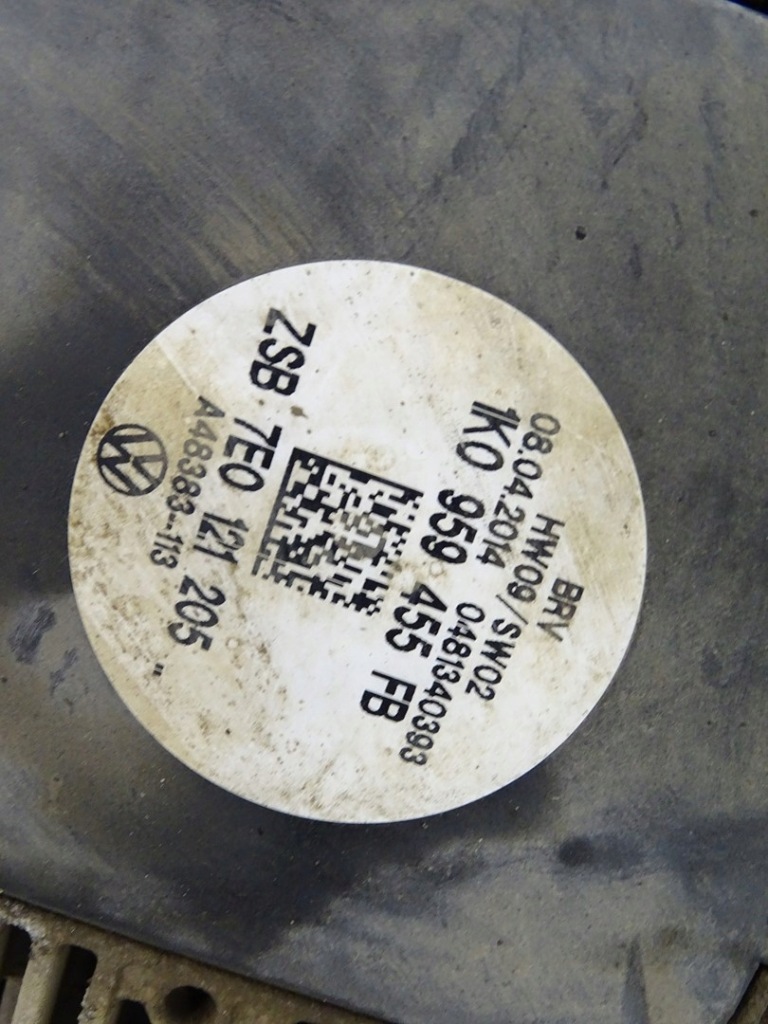 BRV
HW09/SW02
08.04.2014 0481340393
1K0 959 455 FB
ZSB 7E0 121 205 "
A48383-113